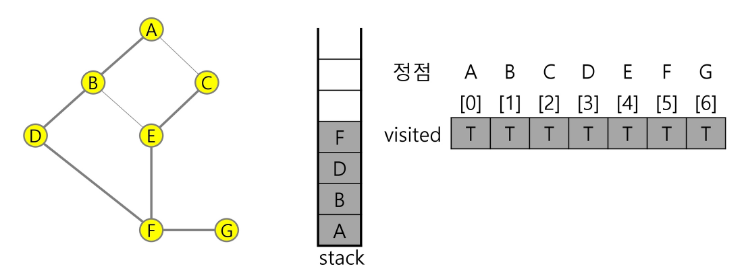 A
B
C
D
E
F
G
F
D
B
A
stack
정점 A B C D E F G
[0] [1] [2] [3] [4] [5] [6]
visited T T T T T T T